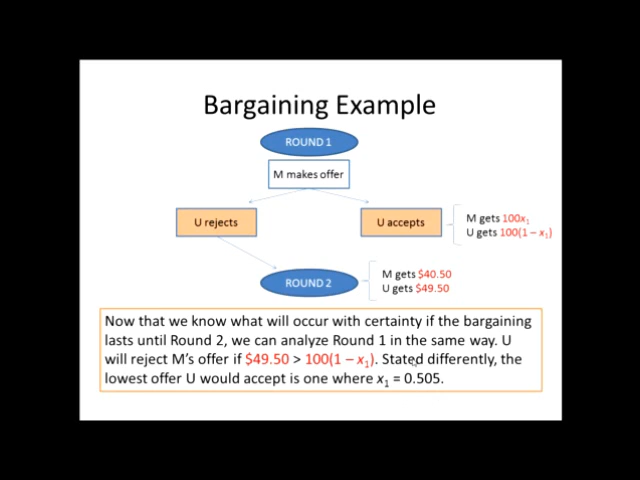 Bargaining Example
ROUND 1
M makes offer
U rejects
U accepts
M gets 100x₁
U gets 100(1 – x₁)
ROUND 2
M gets $40.50
U gets $49.50
Now that we know what will occur with certainty if the bargaining
lasts until Round 2, we can analyze Round 1 in the same way. U
will reject M's offer if $49.50 > 100(1 – x₁). Stated differently, the
lowest offer U would accept is one where x₁ = 0.505.